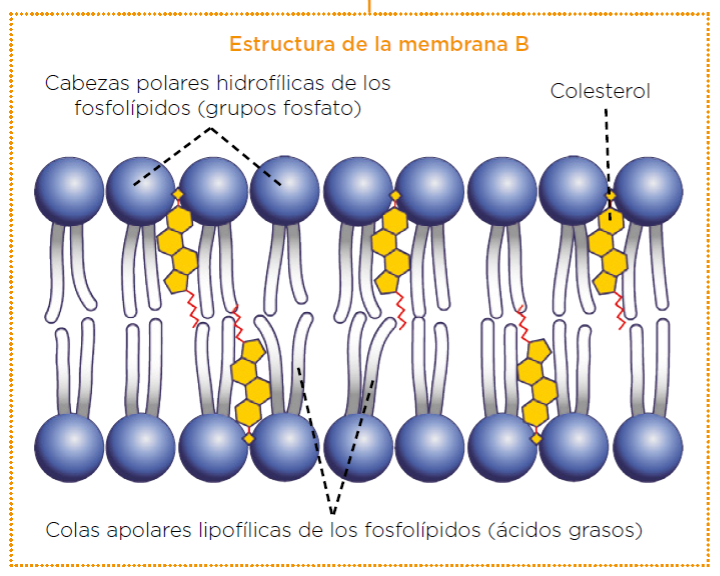 Estructura de la membrana B
Cabezas polares hidrofílicas de los
fosfolípidos (grupos fosfato)
Colesterol
Colas apolares lipofílicas de los fosfolípidos (ácidos grasos)